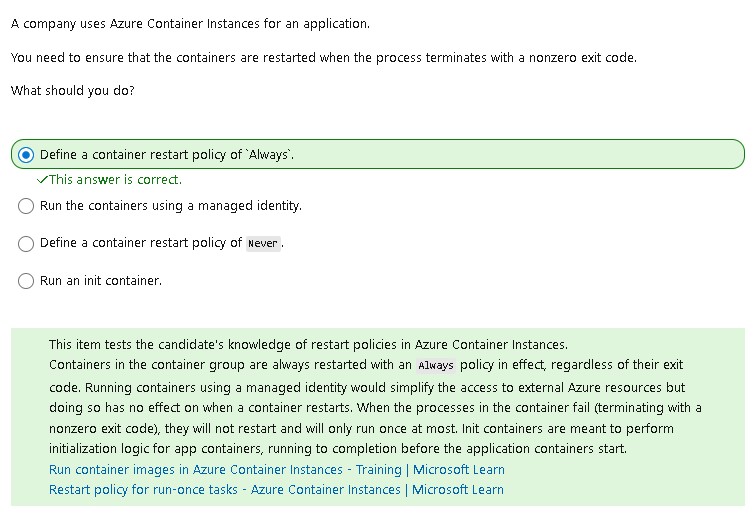 A company uses Azure Container Instances for an application.
You need to ensure that the containers are restarted when the process terminates with a nonzero exit code.
What should you do?
Define a container restart policy of `Always`.
✓This answer is correct.
Run the containers using a managed identity.
Define a container restart policy of Never.
Run an init container.
This item tests the candidate's knowledge of restart policies in Azure Container Instances.
Containers in the container group are always restarted with an Always policy in effect, regardless of their exit
code. Running containers using a managed identity would simplify the access to external Azure resources but
doing so has no effect on when a container restarts. When the processes in the container fail (terminating with a
nonzero exit code), they will not restart and will only run once at most. Init containers are meant to perform
initialization logic for app containers, running to completion before the application containers start.
Run container images in Azure Container Instances - Training | Microsoft Learn
Restart policy for run-once tasks - Azure Container Instances | Microsoft Learn